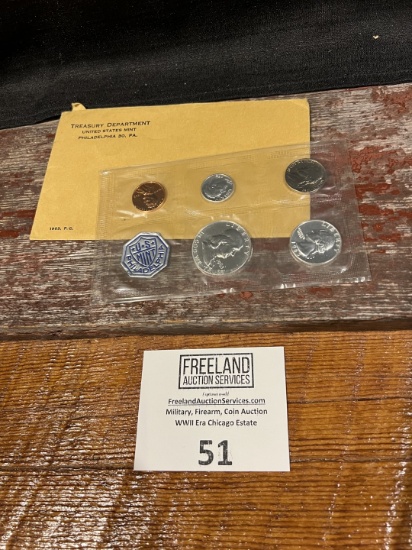 TREASURY DEPARTMENT
UNITED STATES MINT
PHILADELPHIA 30, PA.
U.S.
MINT
PHILADELPHIA
FREELAND
AUCTION SERVICES
FreelandAuctionServices.com
Military, Firearm, Coin Auction
WWII Era Chicago Estate
51